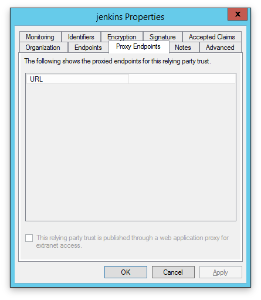 jenkins Properties
x
Monitoring Identifiers Encryption Signature Accepted Claims
Organization Endpoints Proxy Endpoints Notes Advanced
The following shows the proxied endpoints for this relying party trust.
URL
This relying party trust is published through a web application proxy for
extranet access.
OK Cancel Apply